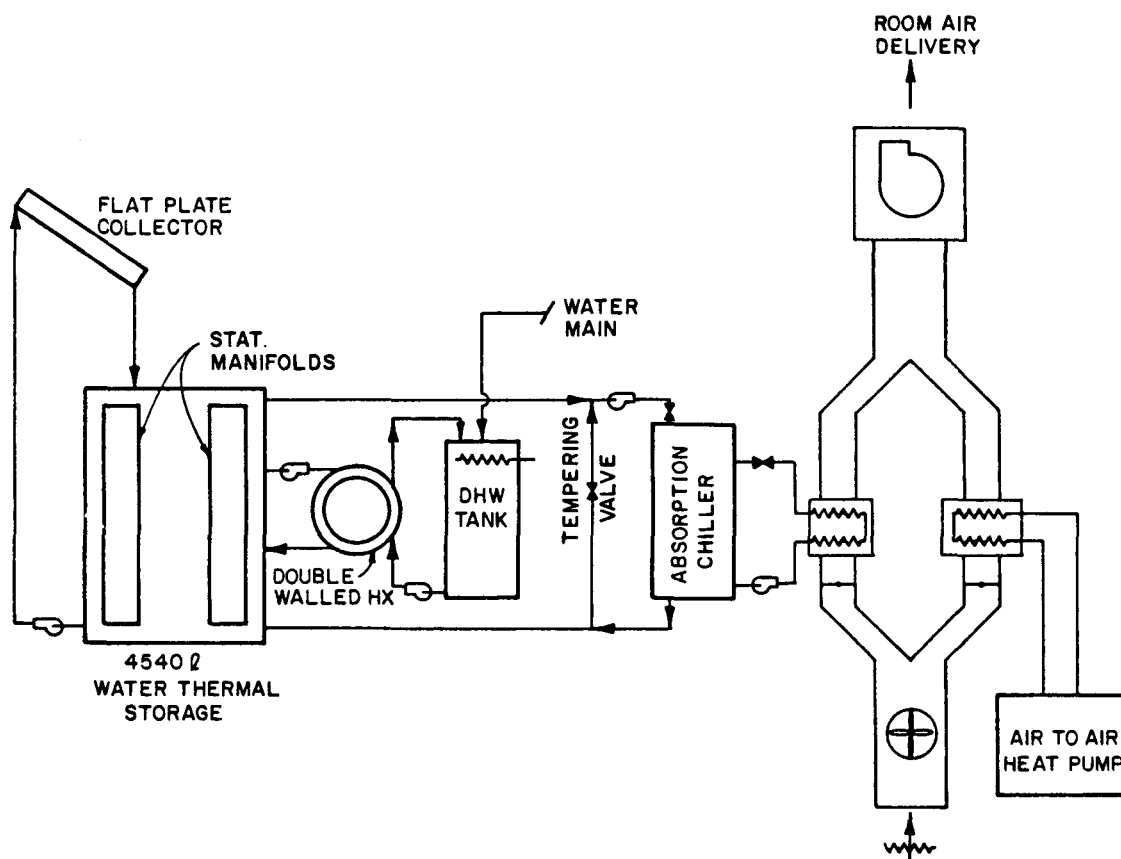 ROOM AIR
DELIVERY
FLAT PLATE
COLLECTOR
WATER
MAIN
STAT.
MANIFOLDS
TEMPERING
VALVE
DHW
TANK
ABSORPTION
CHILLER
DOUBLE
WALLED HX
4540 ℓ
WATER THERMAL
STORAGE
AIR TO AIR
HEAT PUMP